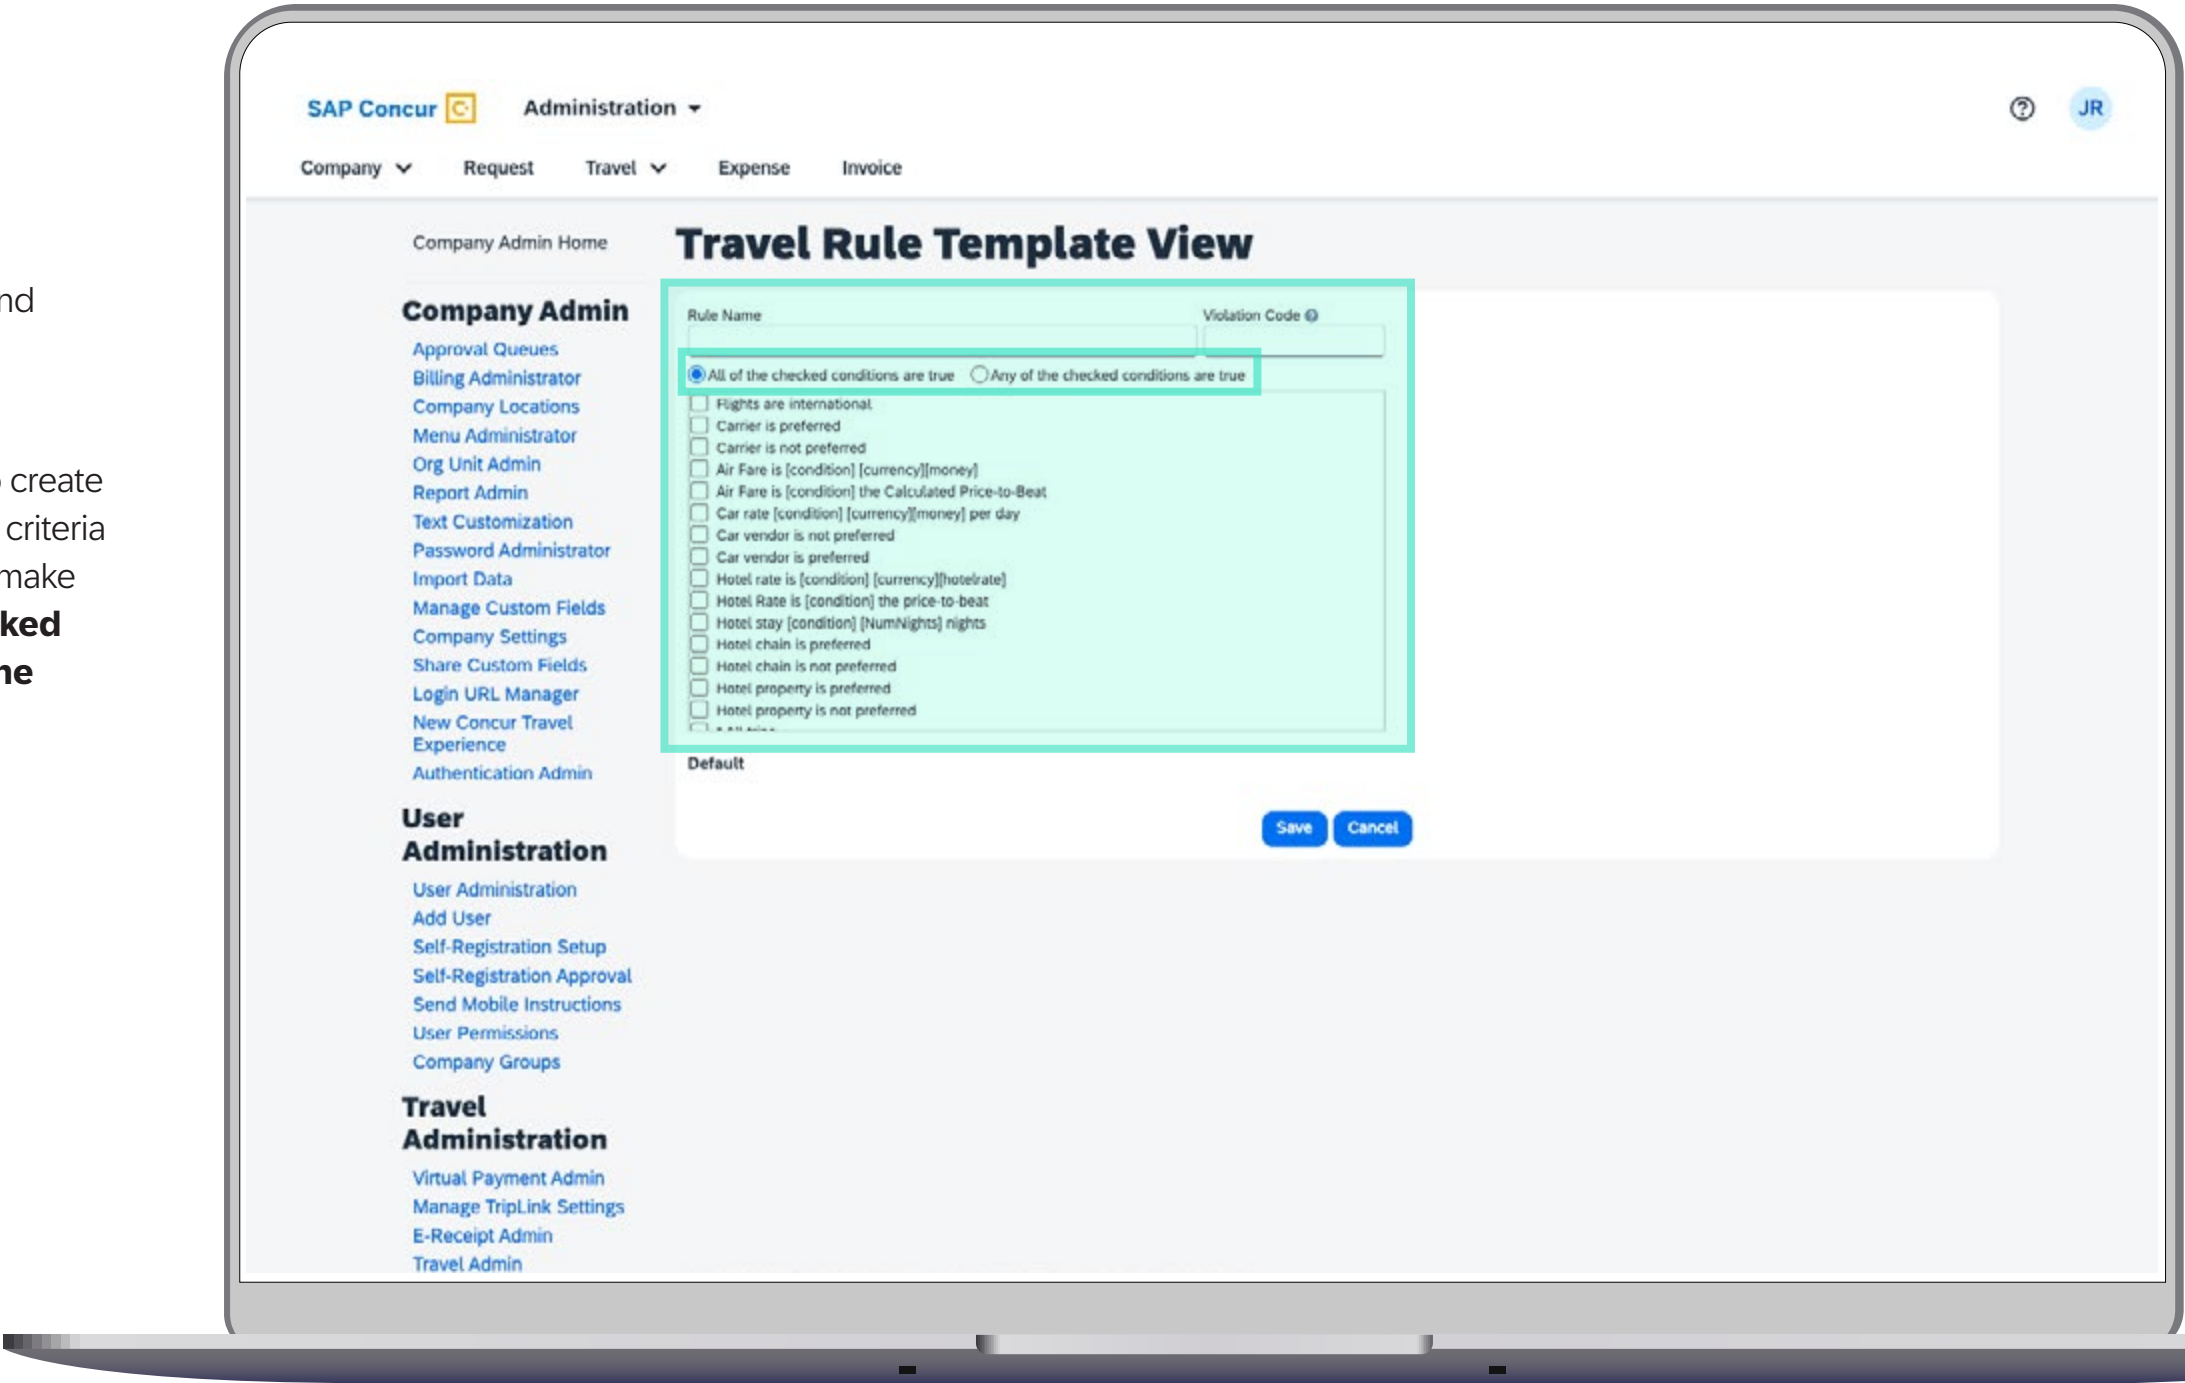 nd
create
criteria
make
ked
ne
SAP Concur C Administration
JR
Company Request Travel Expense Invoice
Company Admin Home
Company Admin
Approval Queues
Billing Administrator
Company Locations
Menu Administrator
Org Unit Admin
Report Admin
Text Customization
Password Administrator
Import Data
Manage Custom Fields
Company Settings
Share Custom Fields
Login URL Manager
New Concur Travel
Experience
Authentication Admin
User
Administration
User Administration
Add User
Self-Registration Setup
Self-Registration Approval
Send Mobile Instructions
User Permissions
Company Groups
Travel
Administration
Virtual Payment Admin
Manage TripLink Settings
E-Receipt Admin
Travel Admin
Travel Rule Template View
Rule Name Violation Code
All of the checked conditions are true Any of the checked conditions are true
Flights are international
Carrier is preferred
Carrier is not preferred
Air Fare is [condition] [currency][money]
Air Fare is [condition] the Calculated Price-to-Beat
Car rate [condition] [currency][money] per day
Car vendor is not preferred
Car vendor is preferred
Hotel rate is [condition] [currency][hotelrate]
Hotel Rate is [condition] the price-to-beat
Hotel stay [condition] [NumNights] nights
Hotel chain is preferred
Hotel chain is not preferred
Hotel property is preferred
Hotel property is not preferred
Default
Save Cancel